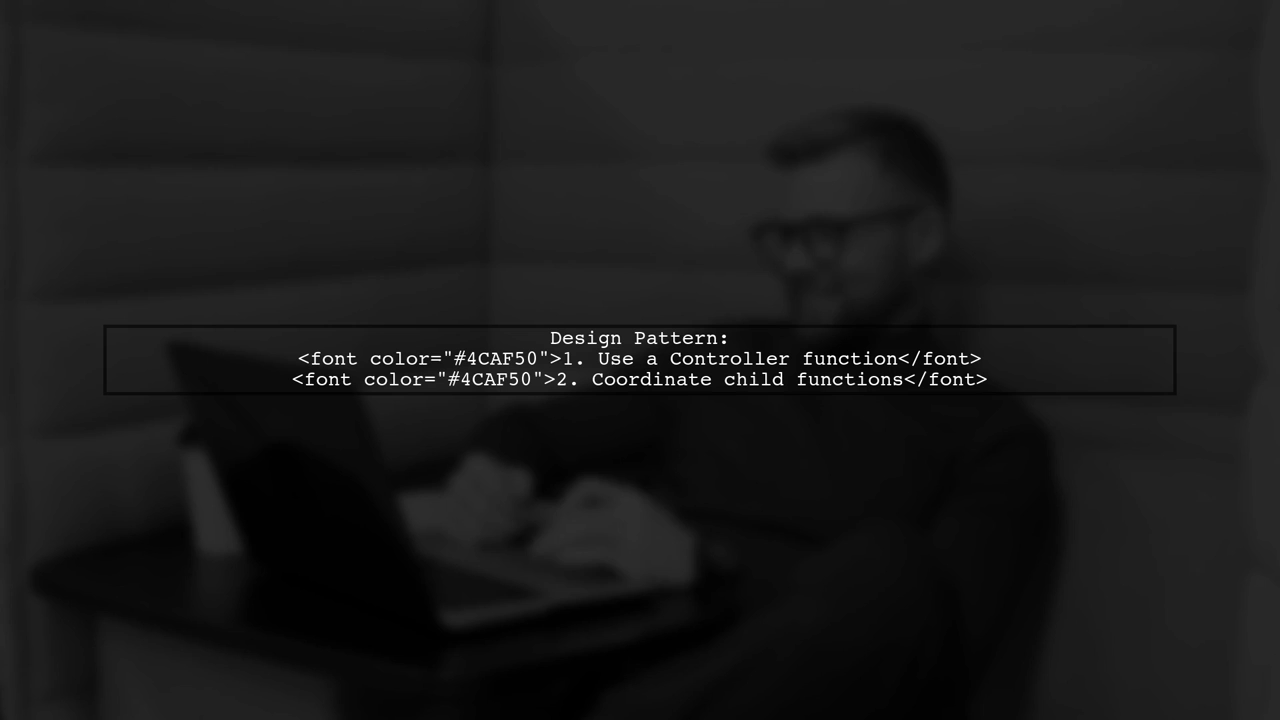 Design Pattern:
<font color="#4CAF50">1. Use a Controller function</font>
<font color="#4CAF50">2. Coordinate child functions</font>